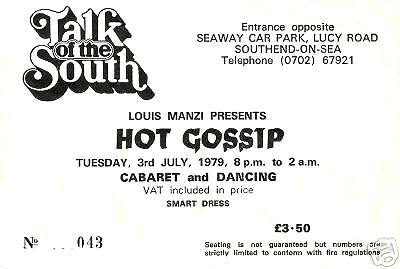 Talk
of the
South
Entrance opposite
SEAWAY CAR PARK, LUCY ROAD
SOUTHEND-ON-SEA
Telephone (0702) 67921
LOUIS MANZI PRESENTS
HOT GOSSIP
TUESDAY, 3rd JULY, 1979, 8 p.m. to 2 a.m.
CABARET and DANCING
VAT included in price
SMART DRESS
£3·50
No ... 043
Seating is not guaranteed but numbers are
strictly limited to conform with fire regulations